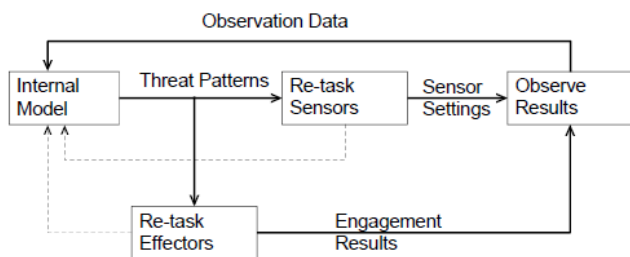 Observation Data
Internal
Model
Threat Patterns
Re-task
Sensors
Sensor
Settings
Observe
Results
Re-task
Effectors
Engagement
Results